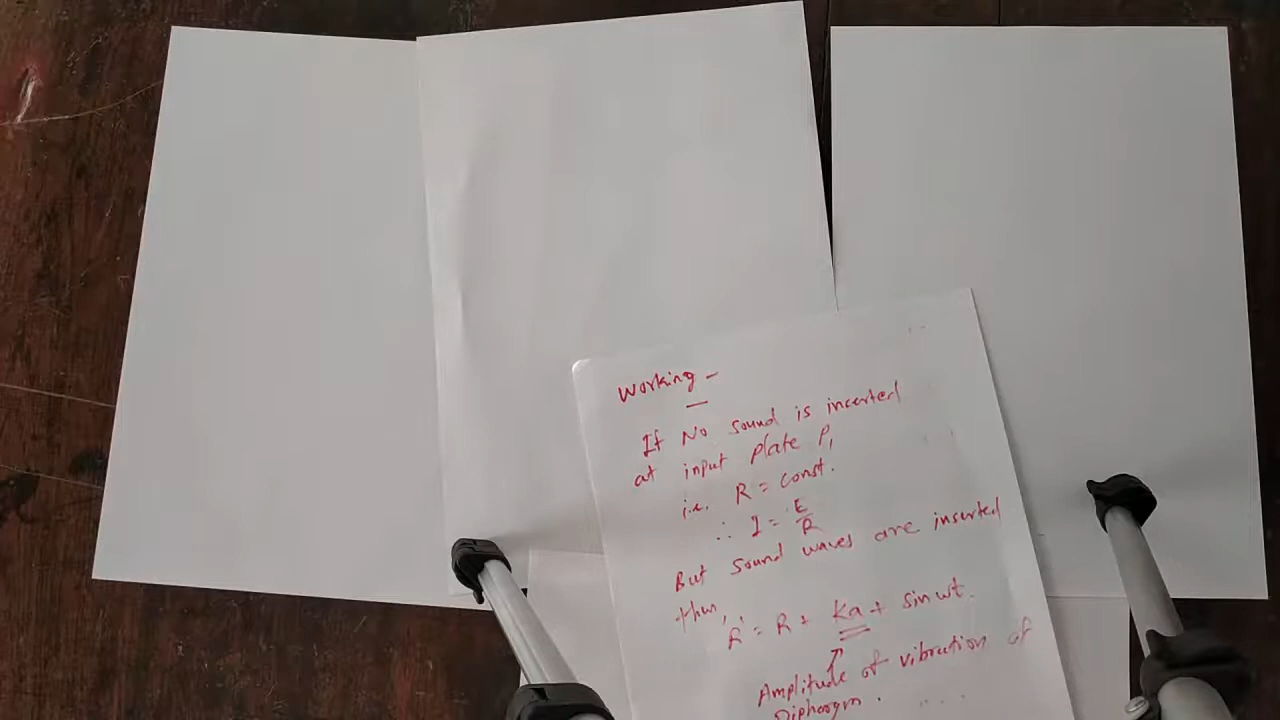 Working -
If No sound is inserted
at input plate P1
i.e. R = const.
∴ I = E/R
But sound waves are inserted
then,
R' = R + Ka + sin wt.
Amplitude of vibration of
Diphragm.